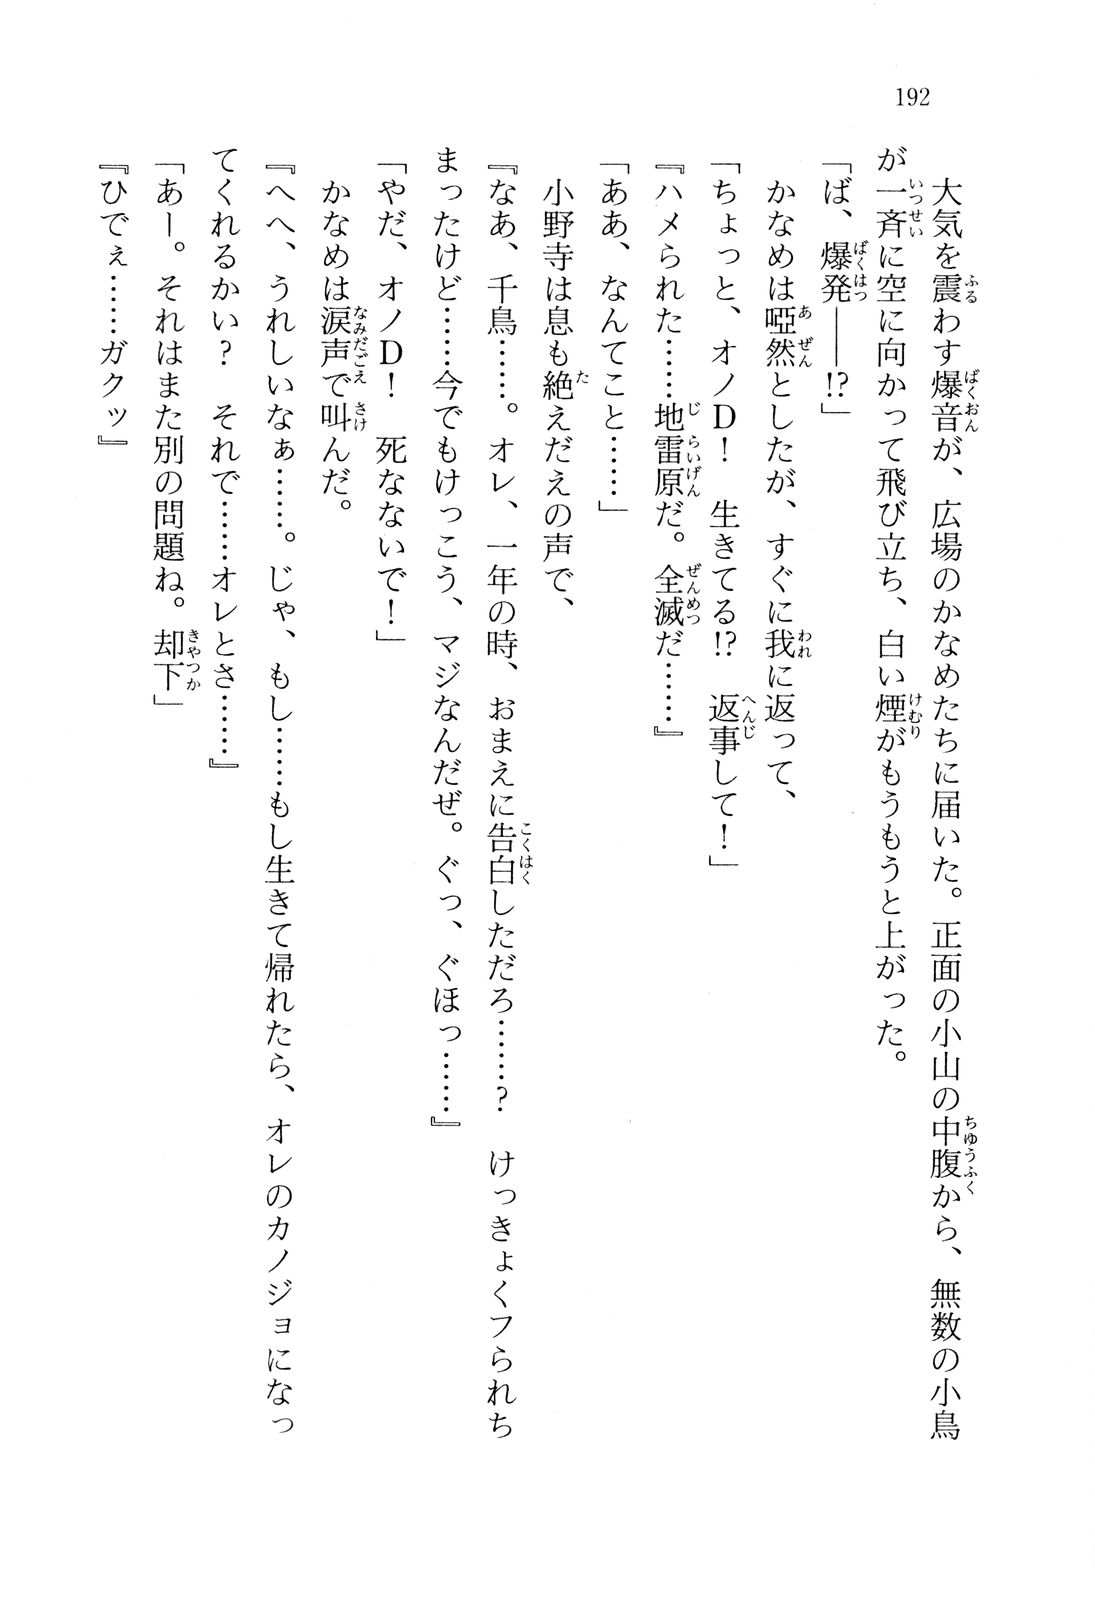 192
　大気を震わす爆音が、広場のかなめたちに届いた。正面の小山の中腹から、無数の小鳥
が一斉に空に向かって飛び立ち、白い煙がもうもうと上がった。
「ば、爆発――!?」
　かなめは啞然としたが、すぐに我に返って、
「ちょっと、オノＤ！　生きてる!?　返事して！」
『ハメられた……地雷原だ。全滅だ……』
「ああ、なんてこと……」
　小野寺は息も絶えだえの声で、
『なあ、千鳥……。オレ、一年の時、おまえに告白しただろ……？　けっきょくフられち
まったけど……今でもけっこう、マジなんだぜ。ぐっ、ぐほっ……』
「やだ、オノＤ！　死なないで！」
　かなめは涙声で叫んだ。
『へへ、うれしいなぁ……。じゃ、もし……もし生きて帰れたら、オレのカノジョになっ
てくれるかい？　それで……オレとさ……』
「あー。それはまた別の問題ね。却下」
『ひでぇ……ガクッ』